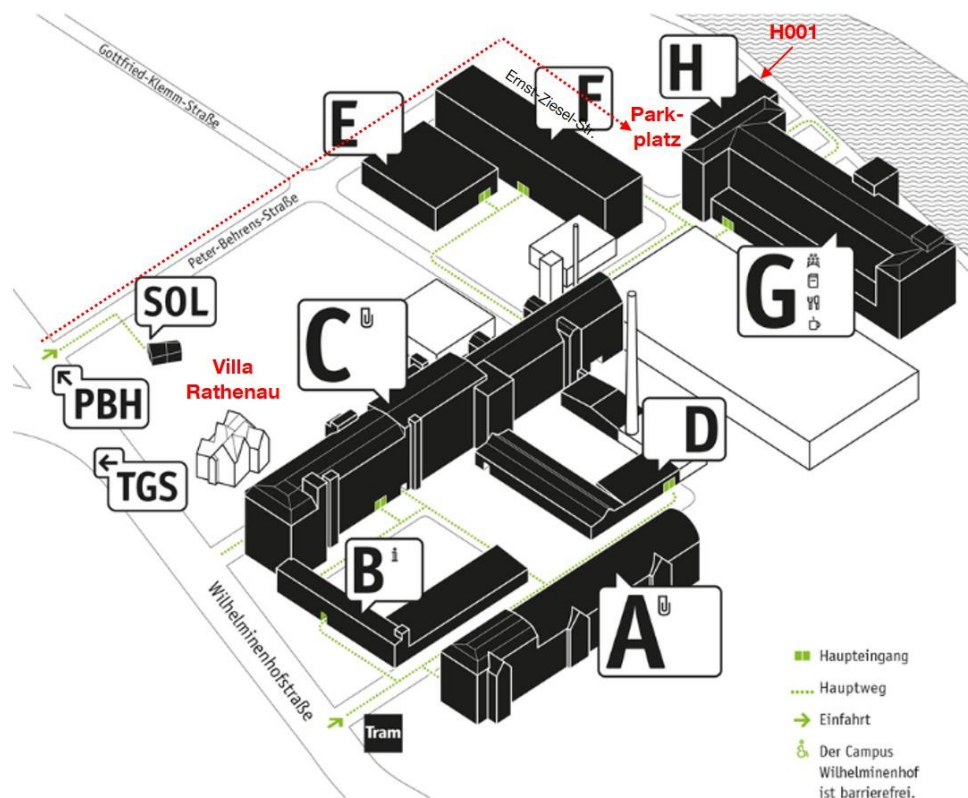 Gottfried-Klemm-Straße
H001
H
Ernst-Ziesel-Str.
F
Park-
platz
E
Peter-Behrens-Straße
SOL
C
G
Villa
Rathenau
PBH
D
TGS
B i
A
Wilhelminenhofstraße
Tram
Haupteingang
Hauptweg
Einfahrt
Der Campus
Wilhelminenhof
ist barrierefrei.